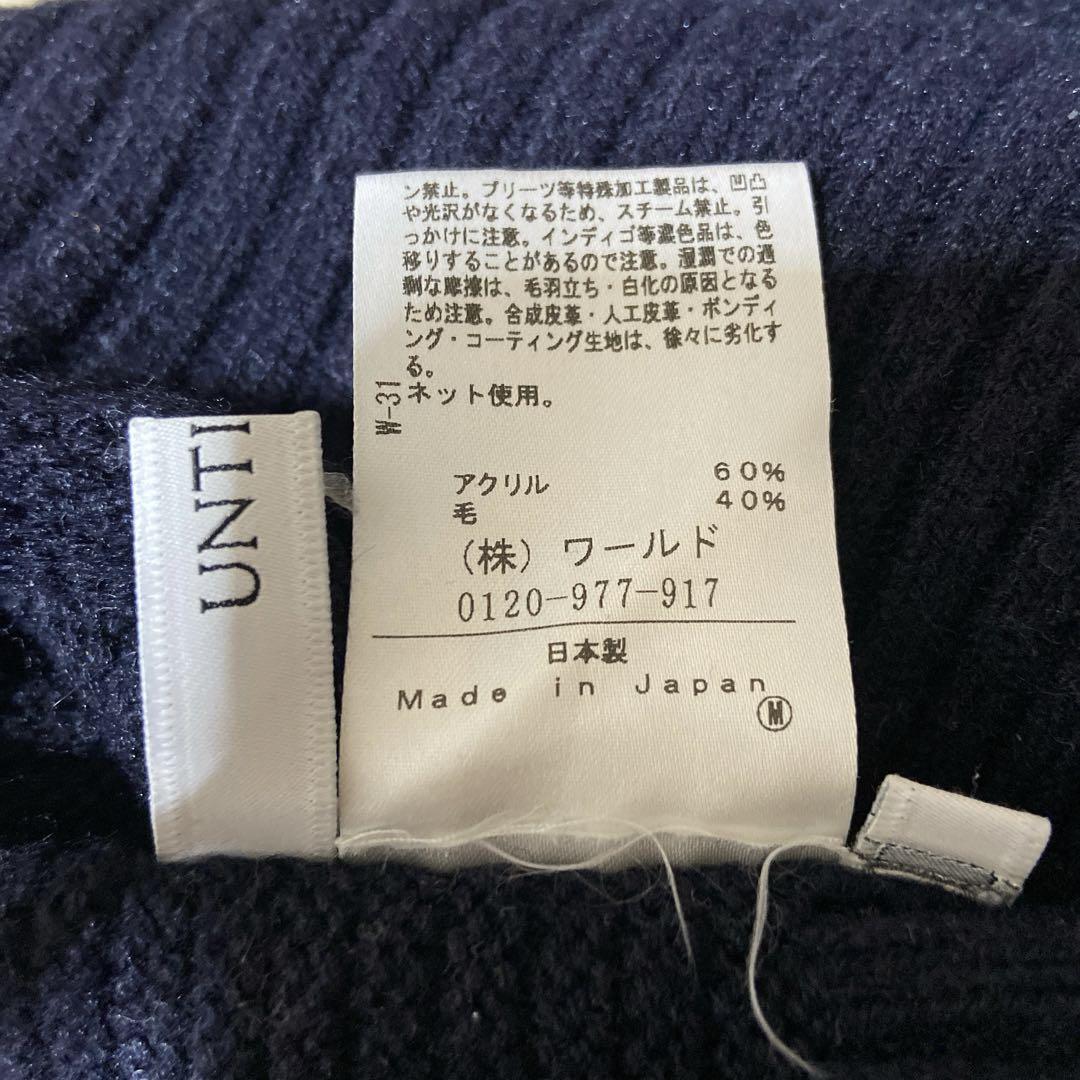 ン禁止。プリーツ等特殊加工製品は、凹凸
や光沢がなくなるため、スチーム禁止。引
っかけに注意。インディゴ等濃色品は、色
移りすることがあるので注意。湿潤での過
剰な摩擦は、毛羽立ち・白化の原因となる
ため注意。合成皮革・人工皮革・ボンディ
ング・コーティング生地は、徐々に劣化す
る。
ネット使用。
W-31
アクリル 60%
毛 40%
(株) ワールド
0120-977-917
日本製
Made in Japan
M
UNTI